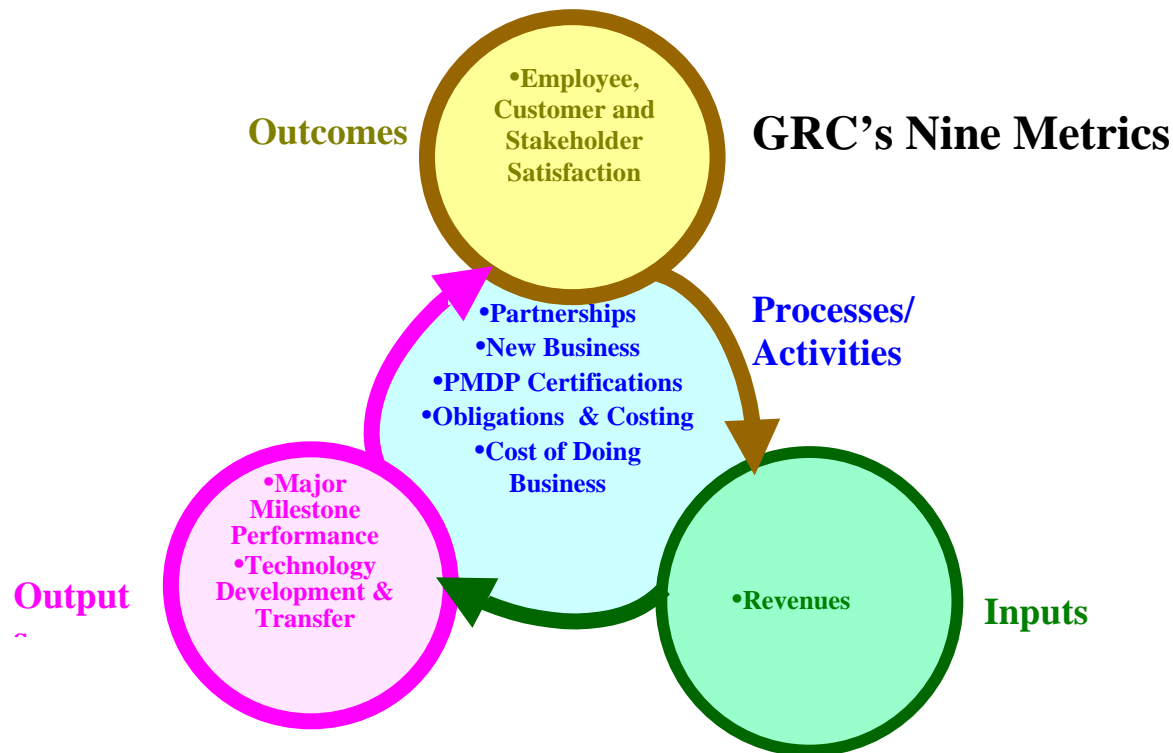 Outcomes
•Employee,
Customer and
Stakeholder
Satisfaction
GRC’s Nine Metrics
•Partnerships
•New Business
•PMDP Certifications
•Obligations & Costing
•Cost of Doing
Business
Processes/
Activities
•Major
Milestone
Performance
•Technology
Development &
Transfer
Output
s
•Revenues
Inputs